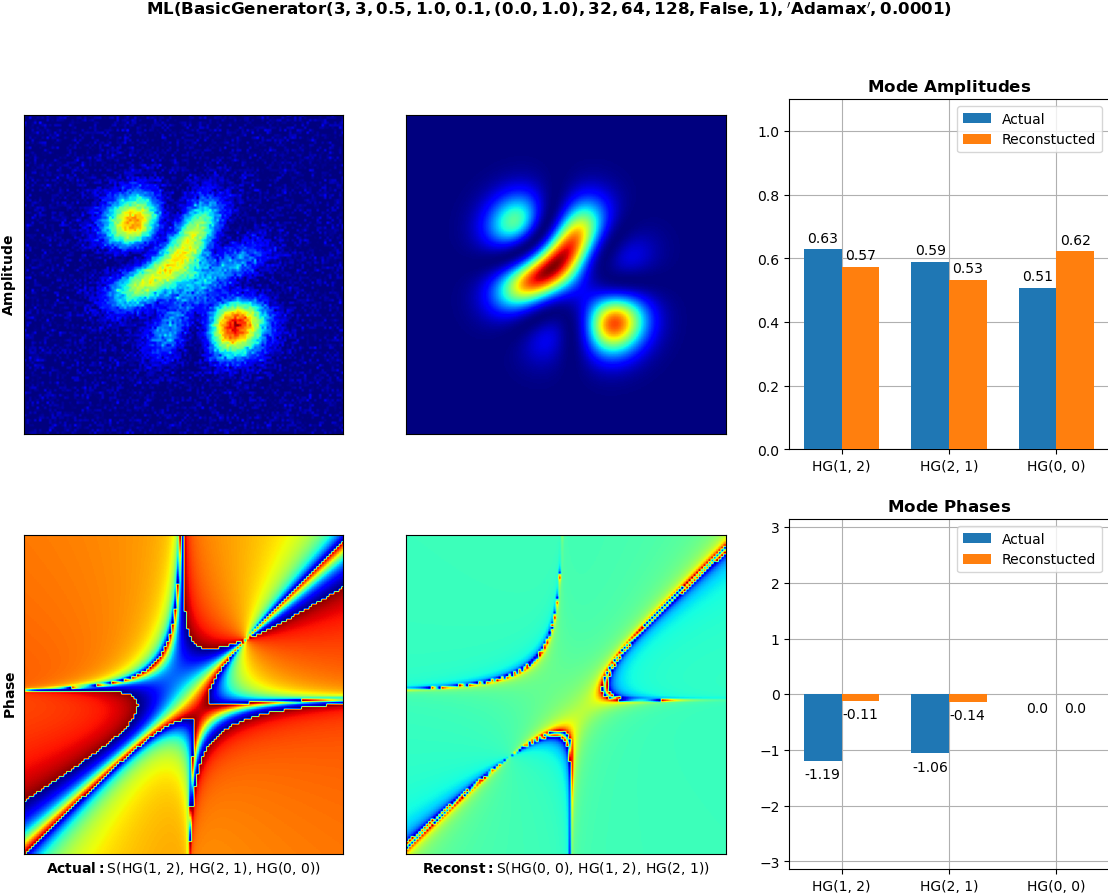 ML(BasicGenerator(3, 3, 0.5, 1.0, 0.1, (0.0, 1.0), 32, 64, 128, False, 1), ′Adamax′, 0.0001)
Amplitude
Mode Amplitudes
Actual
Reconstucted
1.0
0.8
0.6
0.4
0.2
0.0
0.63
0.57
0.59
0.53
0.51
0.62
HG(1, 2)
HG(2, 1)
HG(0, 0)
Phase
Actual: S(HG(1, 2), HG(2, 1), HG(0, 0))
Reconst: S(HG(0, 0), HG(1, 2), HG(2, 1))
Mode Phases
Actual
Reconstucted
3
2
1
0
−1
−2
−3
-1.19
-0.11
-1.06
-0.14
0.0
0.0
HG(1, 2)
HG(2, 1)
HG(0, 0)